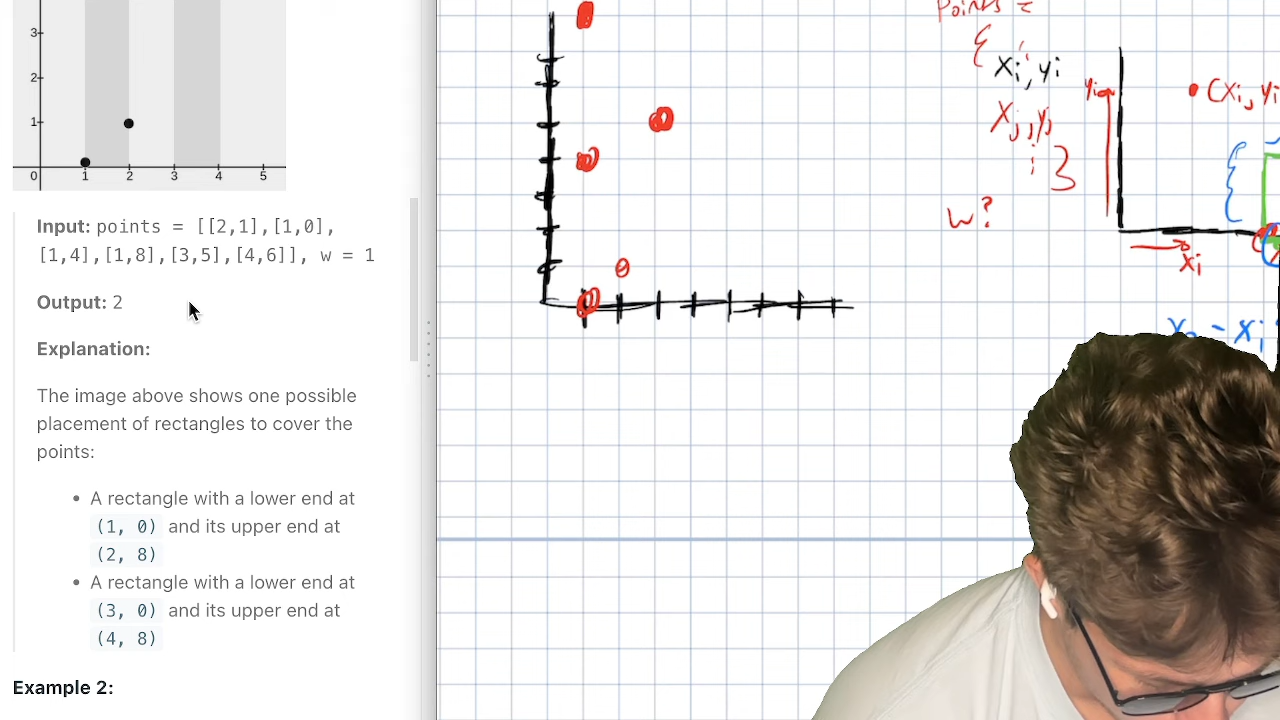 3
2
1
0 1 2 3 4 5
Input: points = [[2,1],[1,0],
[1,4],[1,8],[3,5],[4,6]], w = 1
Output: 2
Explanation:
The image above shows one possible
placement of rectangles to cover the
points:
• A rectangle with a lower end at
(1, 0) and its upper end at
(2, 8)
• A rectangle with a lower end at
(3, 0) and its upper end at
(4, 8)
Example 2:
Points =
{
xi, yi
xj, yj
}
w?
yi
(xi, yi
xi